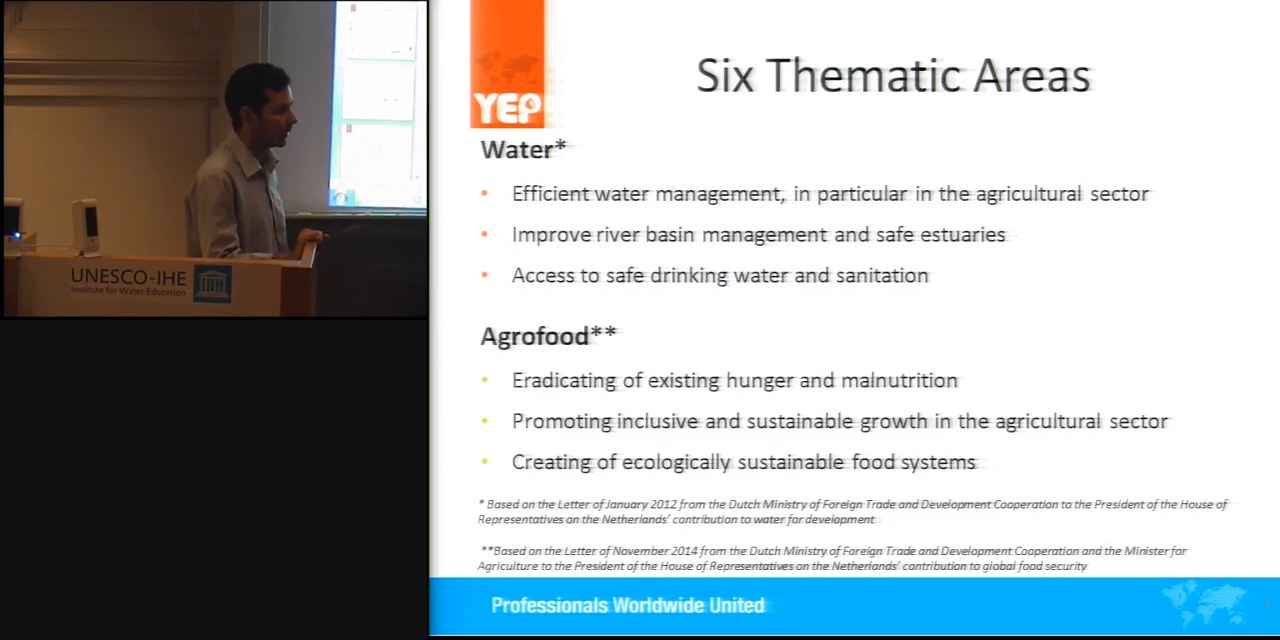 UNESCO-IHE
Institute for Water Education
YEP
Six Thematic Areas
Water*
• Efficient water management, in particular in the agricultural sector
• Improve river basin management and safe estuaries
• Access to safe drinking water and sanitation
Agrofood**
• Eradicating of existing hunger and malnutrition
• Promoting inclusive and sustainable growth in the agricultural sector
• Creating of ecologically sustainable food systems
* Based on the Letter of January 2012 from the Dutch Ministry of Foreign Trade and Development Cooperation to the President of the House of
Representatives on the Netherlands' contribution to water for development
**Based on the Letter of November 2014 from the Dutch Ministry of Foreign Trade and Development Cooperation and the Minister for
Agriculture to the President of the House of Representatives on the Netherlands' contribution to global food security
Professionals Worldwide United